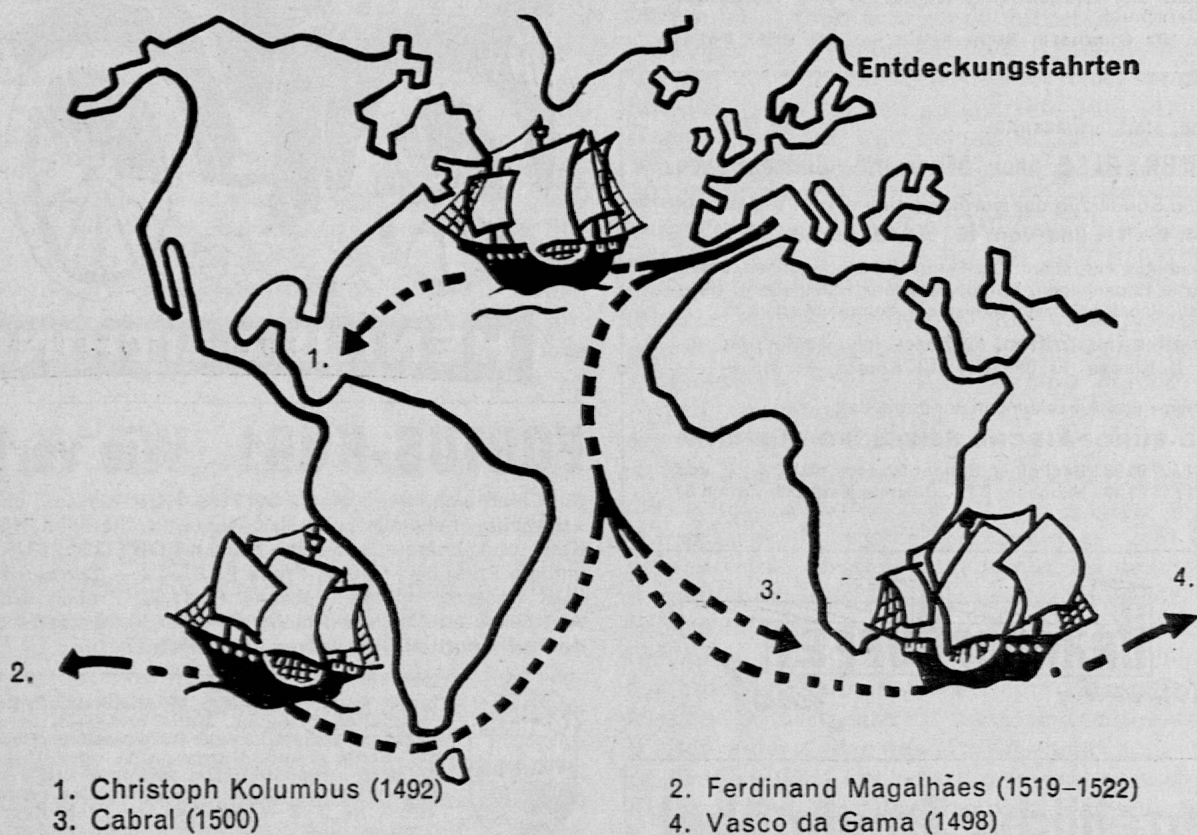 Entdeckungsfahrten
1.
3.
4.
2.
1. Christoph Kolumbus (1492)
2. Ferdinand Magalhães (1519–1522)
3. Cabral (1500)
4. Vasco da Gama (1498)